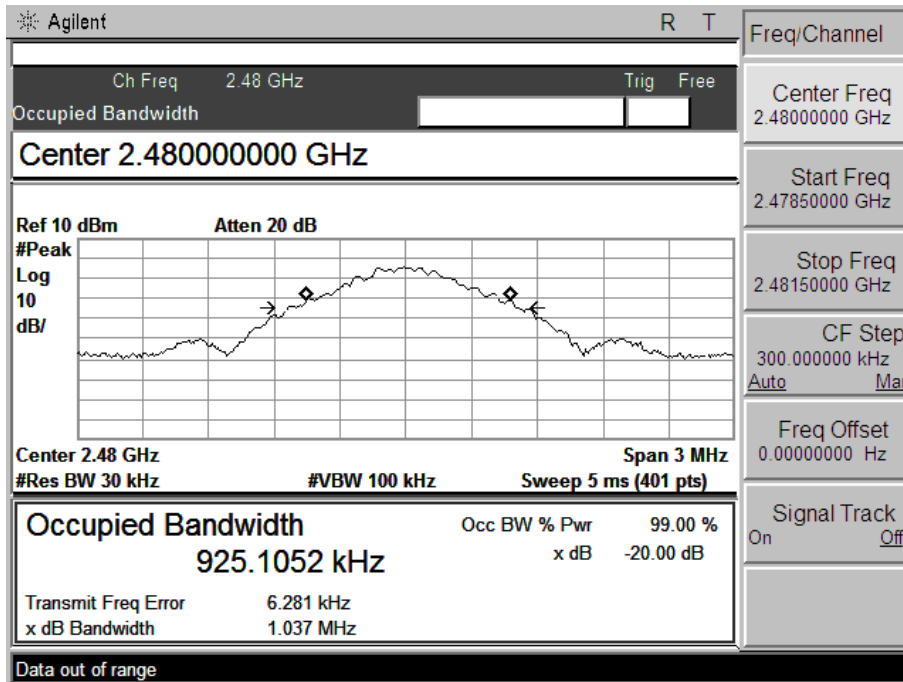 Agilent R T
Ch Freq 2.48 GHz Trig Free
Occupied Bandwidth
Center 2.480000000 GHz
Ref 10 dBm Atten 20 dB
#Peak
Log
10
dB/
Center 2.48 GHz Span 3 MHz
#Res BW 30 kHz #VBW 100 kHz Sweep 5 ms (401 pts)
Occupied Bandwidth Occ BW % Pwr 99.00 %
925.1052 kHz x dB -20.00 dB
Transmit Freq Error 6.281 kHz
x dB Bandwidth 1.037 MHz
Data out of range
Freq/Channel
Center Freq
2.48000000 GHz
Start Freq
2.47850000 GHz
Stop Freq
2.48150000 GHz
CF Step
300.000000 kHz
Auto Mar
Freq Offset
0.00000000 Hz
Signal Track
On Off